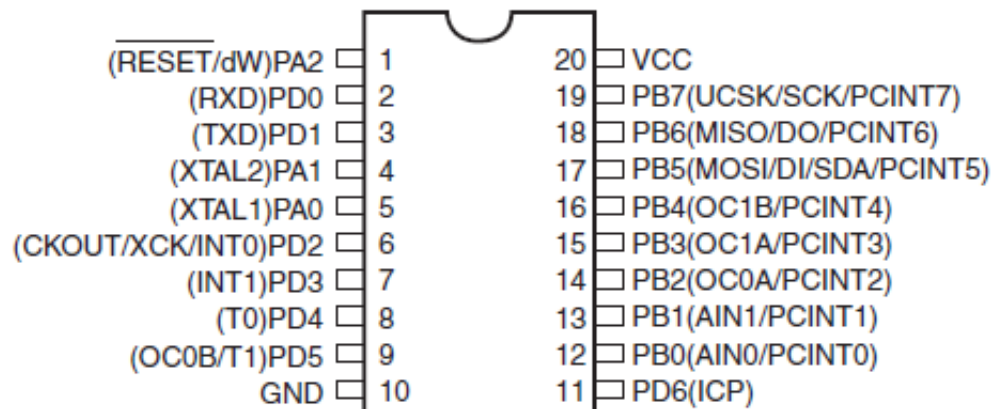 (RESET/dW)PA2 1 20 VCC
(RXD)PD0 2 19 PB7(UCSK/SCK/PCINT7)
(TXD)PD1 3 18 PB6(MISO/DO/PCINT6)
(XTAL2)PA1 4 17 PB5(MOSI/DI/SDA/PCINT5)
(XTAL1)PA0 5 16 PB4(OC1B/PCINT4)
(CKOUT/XCK/INT0)PD2 6 15 PB3(OC1A/PCINT3)
(INT1)PD3 7 14 PB2(OC0A/PCINT2)
(T0)PD4 8 13 PB1(AIN1/PCINT1)
(OC0B/T1)PD5 9 12 PB0(AIN0/PCINT0)
GND 10 11 PD6(ICP)